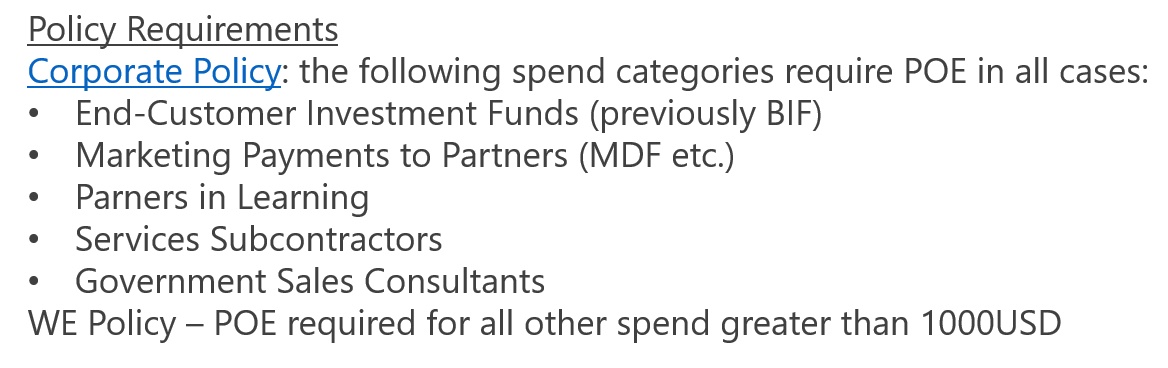 Policy Requirements
Corporate Policy: the following spend categories require POE in all cases:
• End-Customer Investment Funds (previously BIF)
• Marketing Payments to Partners (MDF etc.)
• Parners in Learning
• Services Subcontractors
• Government Sales Consultants
WE Policy – POE required for all other spend greater than 1000USD